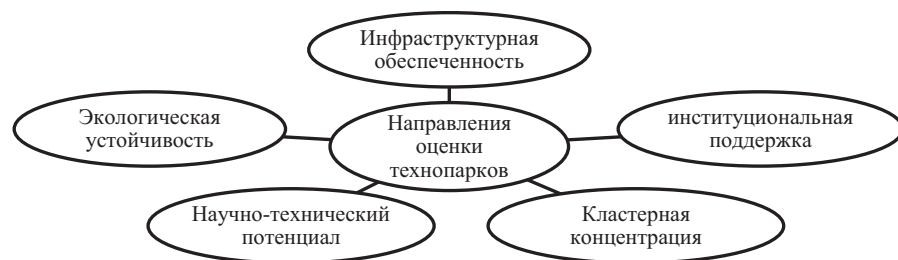 Инфраструктурная
обеспеченность
Экологическая
устойчивость
Направления
оценки
технопарков
институциональная
поддержка
Научно-технический
потенциал
Кластерная
концентрация